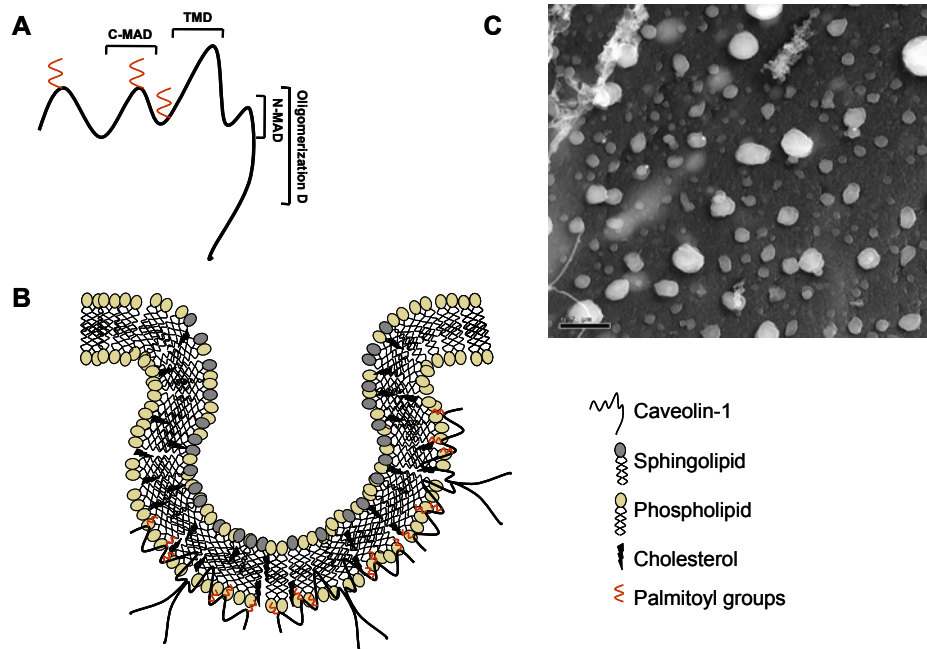 A
C-MAD
TMD
N-MAD
Oligomerization D
B
C
Caveolin-1
Sphingolipid
Phospholipid
Cholesterol
Palmitoyl groups